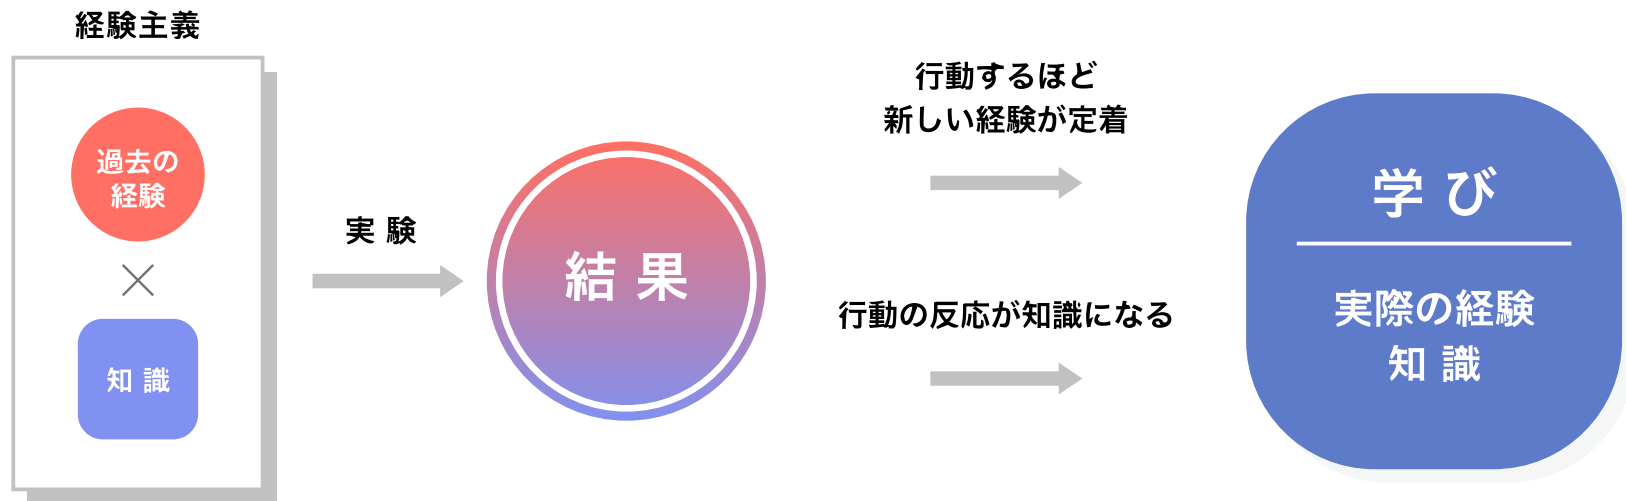 経験主義
過去の
経験
知識
実験
結果
行動するほど
新しい経験が定着
行動の反応が知識になる
学び
実際の経験
知識